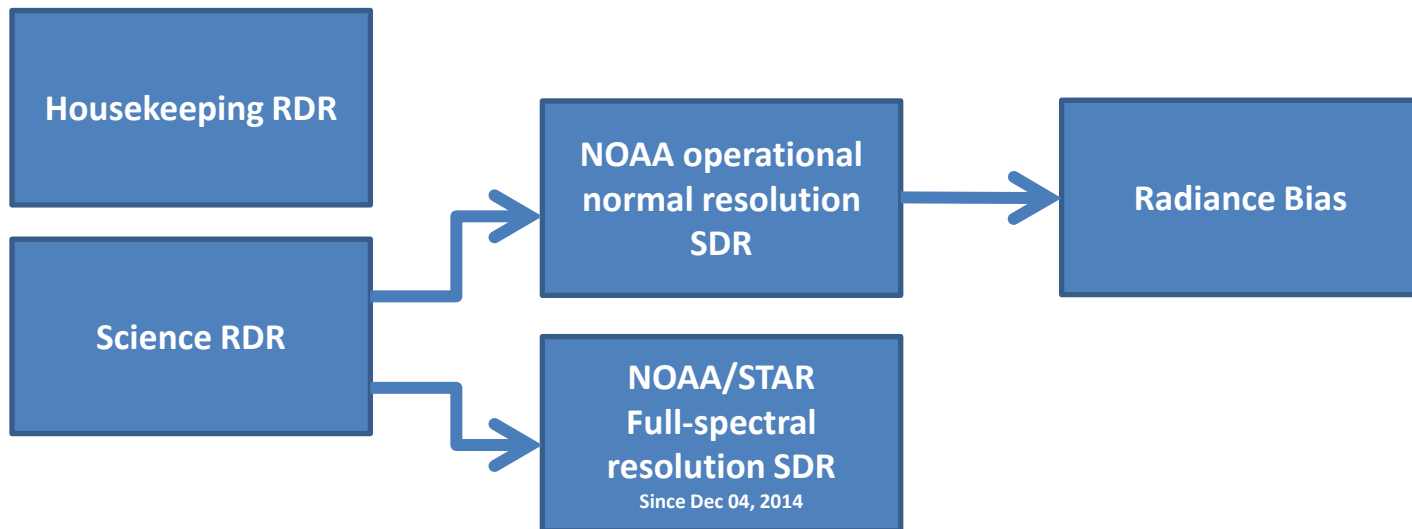 Housekeeping RDR
Science RDR
NOAA operational
normal resolution
SDR
NOAA/STAR
Full-spectral
resolution SDR
Since Dec 04, 2014
Radiance Bias